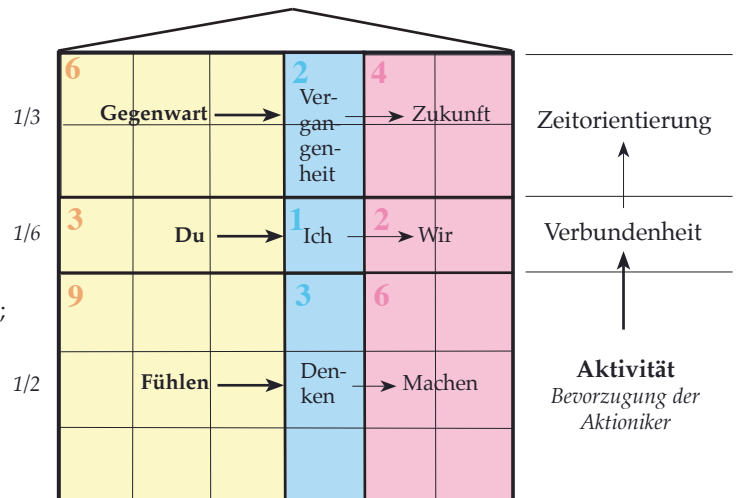 6 2 4
1/3 Gegenwart Ver-
gan-
gen-
heit Zukunft Zeitorientierung
3 1 2
1/6 Du Ich Wir Verbundenheit
9 3 6
;
1/2 Fühlen Den-
ken Machen Aktivität
Bevorzugung der
Aktioniker